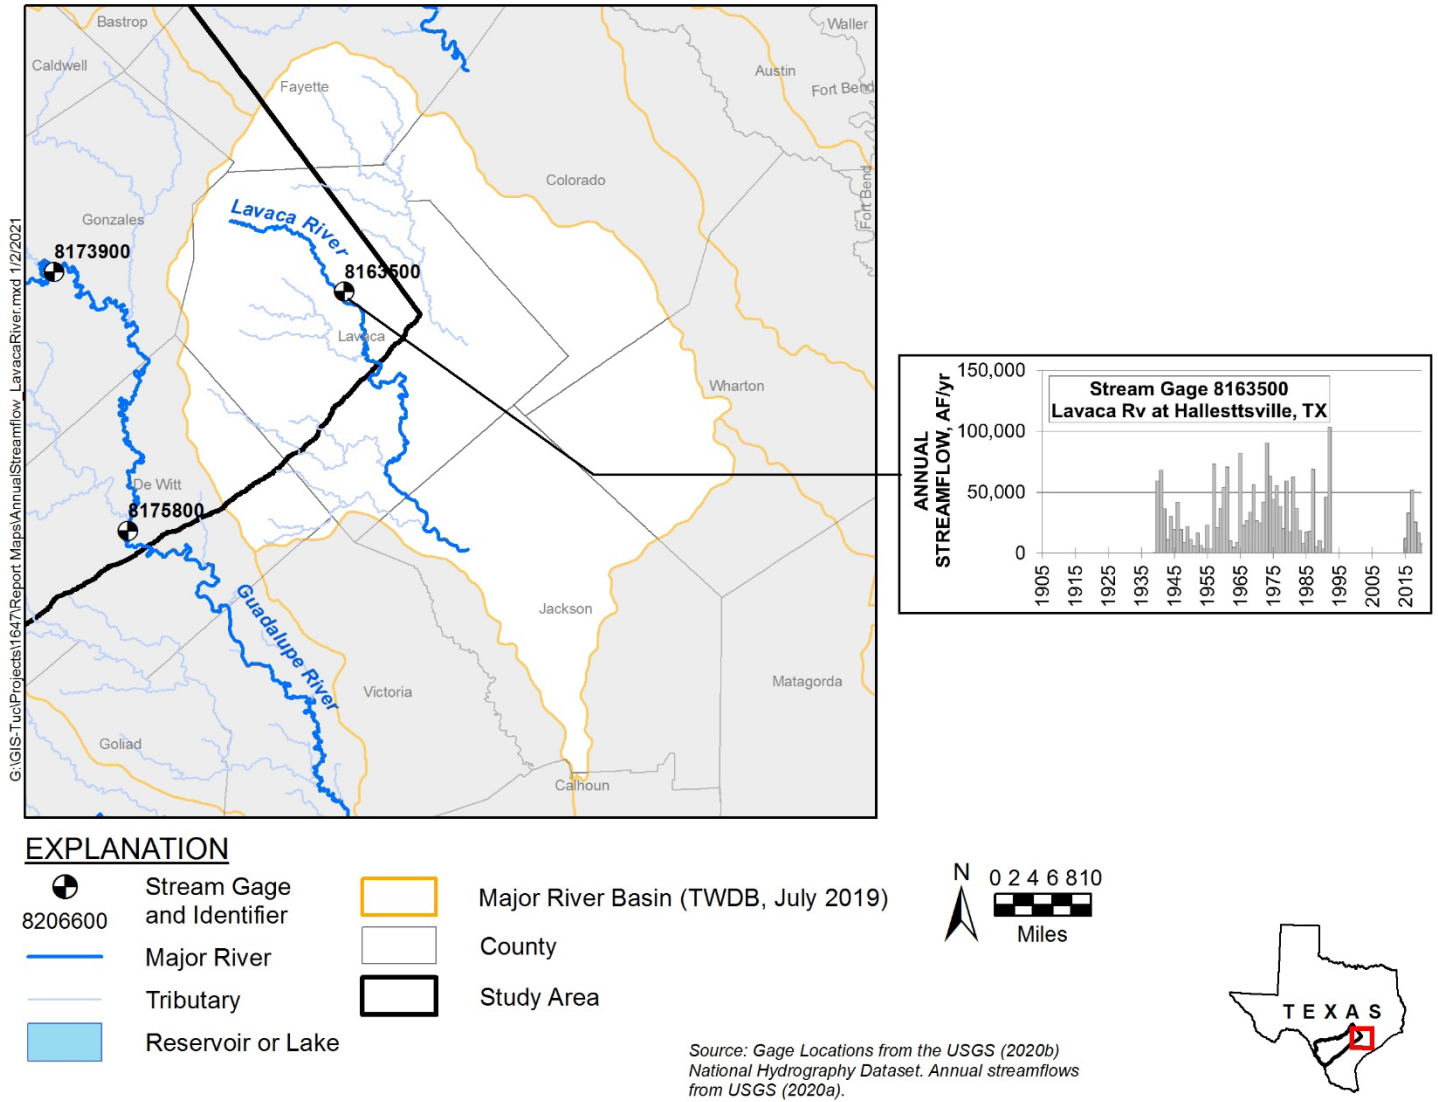 Bastrop
Waller
Caldwell
Fayette
Austin
Fort Bend
Colorado
Fort Bend
Gonzales
Lavaca River
8173900
8163500
Lavaca
Wharton
De Witt
8175800
Guadalupe River
Jackson
Victoria
Matagorda
Goliad
Calhoun
G:\GIS-Tuc\Projects\1647\Report Maps\AnnualStreamflow_LavacaRiver.mxd 1/2/2021
ANNUAL
STREAMFLOW, AF/yr
150,000
100,000
50,000
0
Stream Gage 8163500
Lavaca Rv at Hallesttsville, TX
1905
1915
1925
1935
1945
1955
1965
1975
1985
1995
2005
2015
EXPLANATION
Stream Gage
and Identifier
8206600
Major River
Tributary
Reservoir or Lake
Major River Basin (TWDB, July 2019)
County
Study Area
N
0 2 4 6 8 10
Miles
TEXAS
Source: Gage Locations from the USGS (2020b)
National Hydrography Dataset. Annual streamflows
from USGS (2020a).